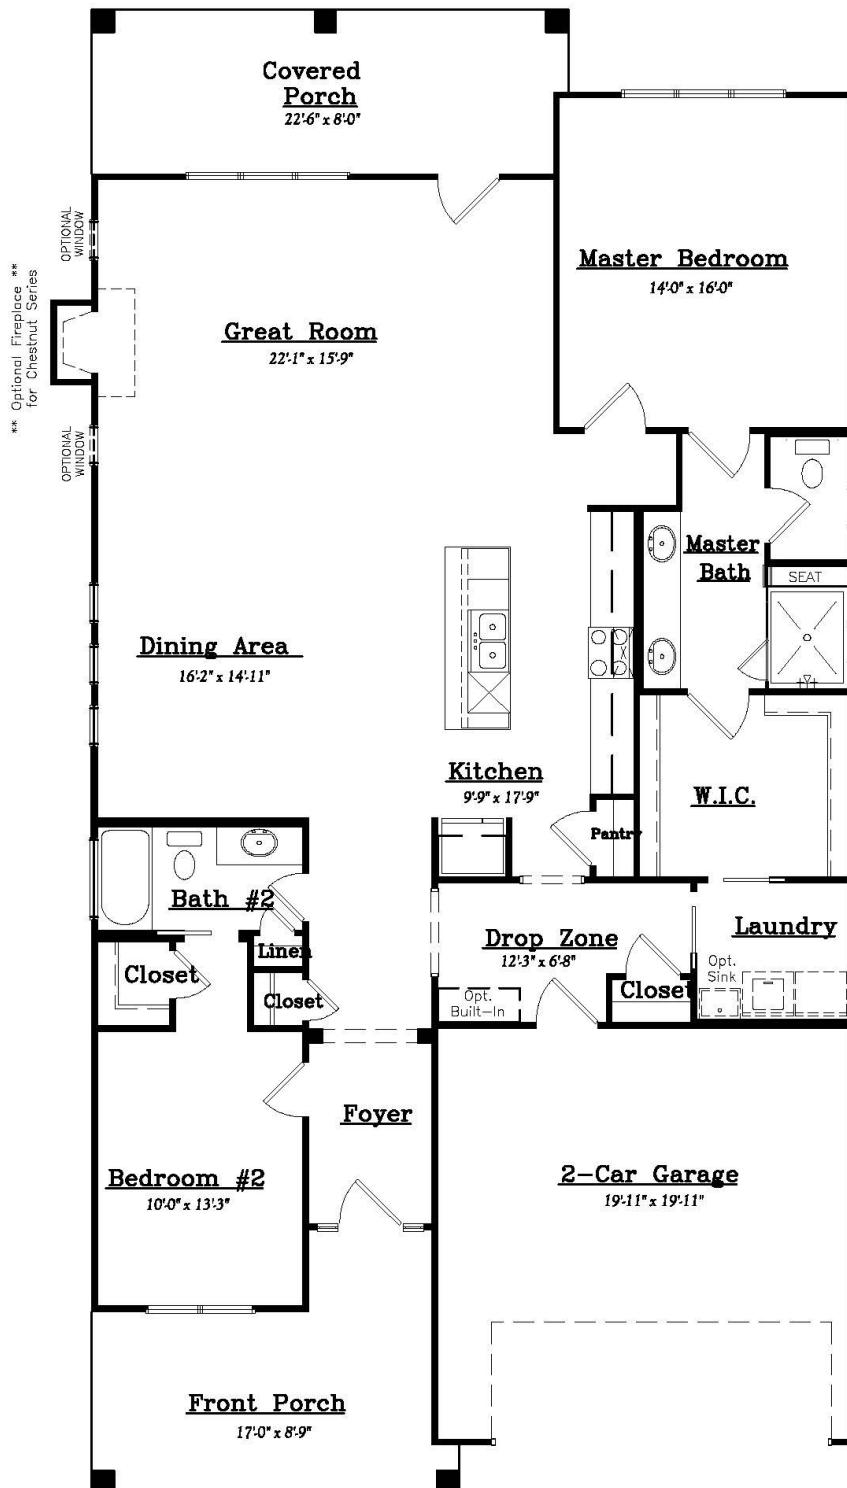 Covered
Porch
22'-6" x 8'-0"
OPTIONAL
WINDOW
Master Bedroom
14'-0" x 16'-0"
** Optional Fireplace **
for Chestnut Series
Great Room
22'-1" x 15'-9"
OPTIONAL
WINDOW
Master
Bath
SEAT
Dining Area
16'-2" x 14'-11"
Kitchen
9'-9" x 17'-9"
W.I.C.
Pantry
Bath #2
Linen
Drop Zone
12'-3" x 6'-8"
Laundry
Closet
Closet
Opt.
Built-In
Closet
Opt.
Sink
Foyer
Bedroom #2
10'-0" x 13'-3"
2-Car Garage
19'-11" x 19'-11"
Front Porch
17'-0" x 8'-9"